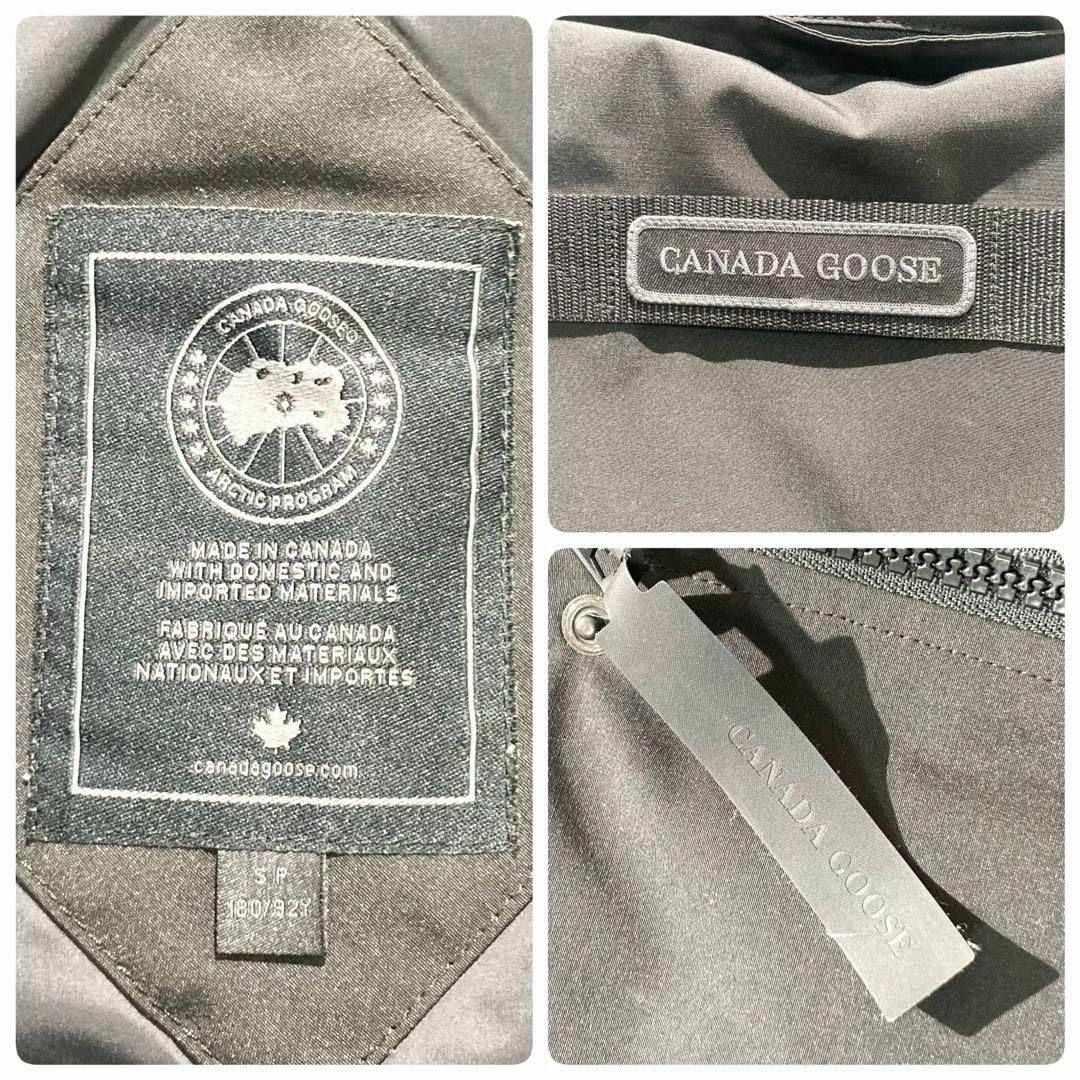 CANADA GOOSE®
ARCTIC PROGRAM
MADE IN CANADA
WITH DOMESTIC AND
IMPORTED MATERIALS
FABRIQUÉ AU CANADA
AVEC DES MATERIAUX
NATIONAUX ET IMPORTÉS
canadagoose.com
S P
180/92Y
CANADA GOOSE
CANADA GOOSE